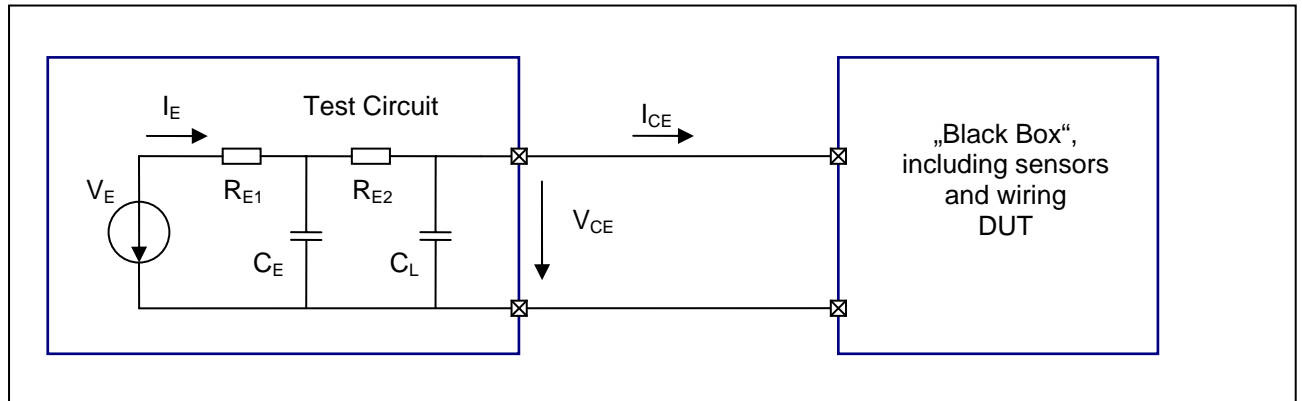 I_E
Test Circuit
I_CE
„Black Box“,
including sensors
and wiring
DUT
V_E
R_E1
R_E2
V_CE
C_E
C_L